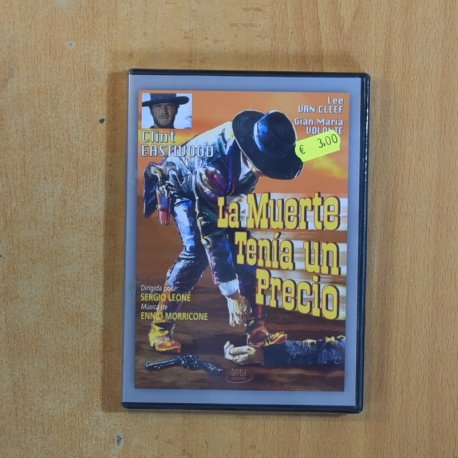 Lee
VAN CLEEF
Gian Maria
VOLONTE
€ 3,00
Clint
EASTWOOD
La Muerte
Tenía un
Precio
Dirigida por
SERGIO LEONE
Música de
ENNIO MORRICONE